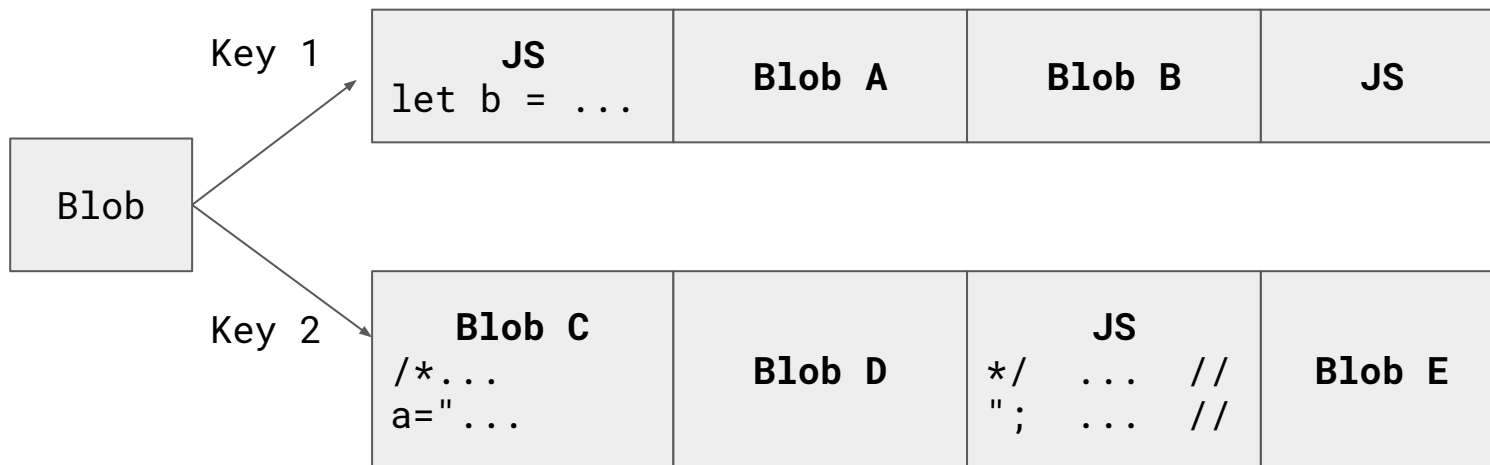 Key 1
JS
let b = ...
Blob A
Blob B
JS
Blob
Key 2
Blob C
/*...
a="...
Blob D
JS
*/  ...  //
";  ...  //
Blob E